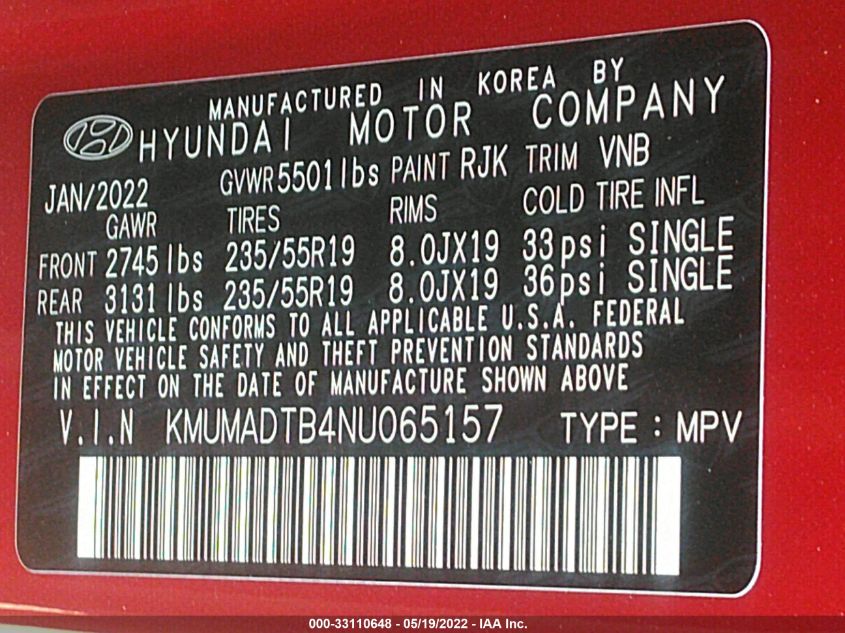 MANUFACTURED IN KOREA BY
HYUNDAI MOTOR COMPANY
JAN/2022 GVWR 5501lbs PAINT RJK TRIM VNB
GAWR TIRES RIMS COLD TIRE INFL
FRONT 2745 lbs 235/55R19 8.0JX19 33psi SINGLE
REAR 3131 lbs 235/55R19 8.0JX19 36psi SINGLE
THIS VEHICLE CONFORMS TO ALL APPLICABLE U.S.A. FEDERAL
MOTOR VEHICLE SAFETY AND THEFT PREVENTION STANDARDS
IN EFFECT ON THE DATE OF MANUFACTURE SHOWN ABOVE
V.I.N KMUMADTB4NU065157 TYPE : MPV
000-33110648 - 05/19/2022 - IAA Inc.